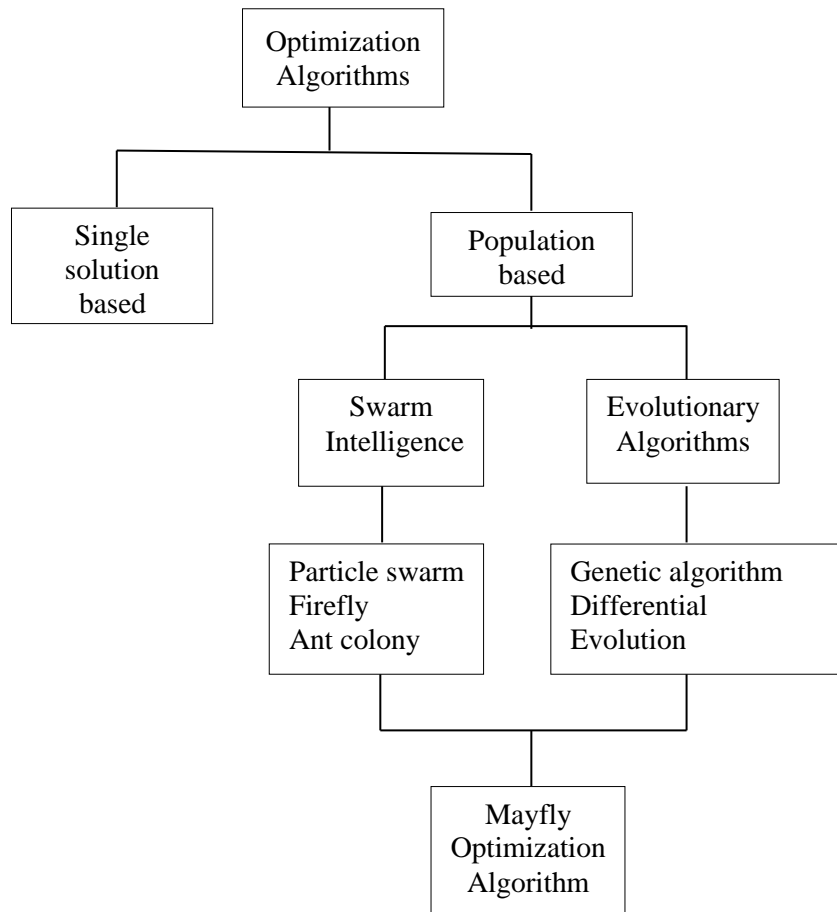 Optimization
Algorithms
Single
solution
based
Population
based
Swarm
Intelligence
Evolutionary
Algorithms
Particle swarm
Firefly
Ant colony
Genetic algorithm
Differential
Evolution
Mayfly
Optimization
Algorithm